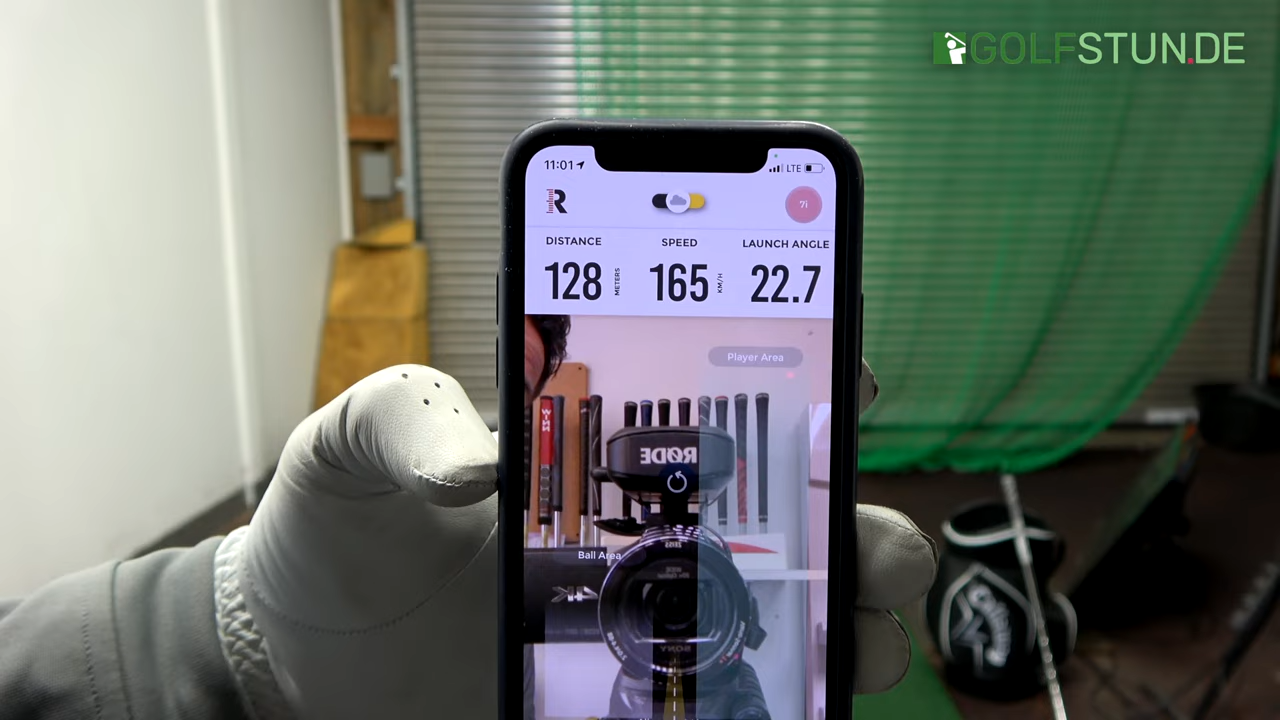 GOLFSTUN.DE
11:01
LTE
R
7i
DISTANCE
SPEED
LAUNCH ANGLE
128 METERS
165 KM/H
22.7
Player Area
RØDE
Ball Area
4K
SONY
Callaway